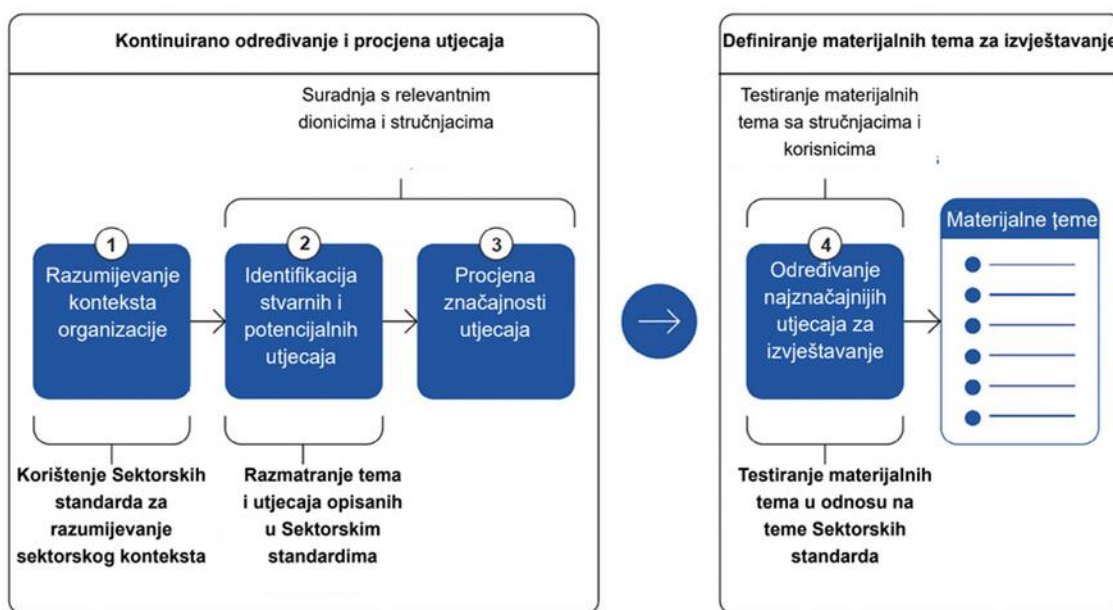 Kontinuirano određivanje i procjena utjecaja
Suradnja s relevantnim
dionicima i stručnjacima
1
Razumijevanje
konteksta
organizacije
2
Identifikacija
stvarnih i
potencijalnih
utjecaja
3
Procjena
značajnosti
utjecaja
Korištenje Sektorskih
standarda za
razumijevanje
sektorskog konteksta
Razmatranje tema
i utjecaja opisanih
u Sektorskim
standardima
Definiranje materijalnih tema za izvještavanje
Testiranje materijalnih
tema sa stručnjacima i
korisnicima
4
Određivanje
najznačajnijih
utjecaja za
izvještavanje
Materijalne teme
Testiranje materijalnih
tema u odnosu na
teme Sektorskih
standarda